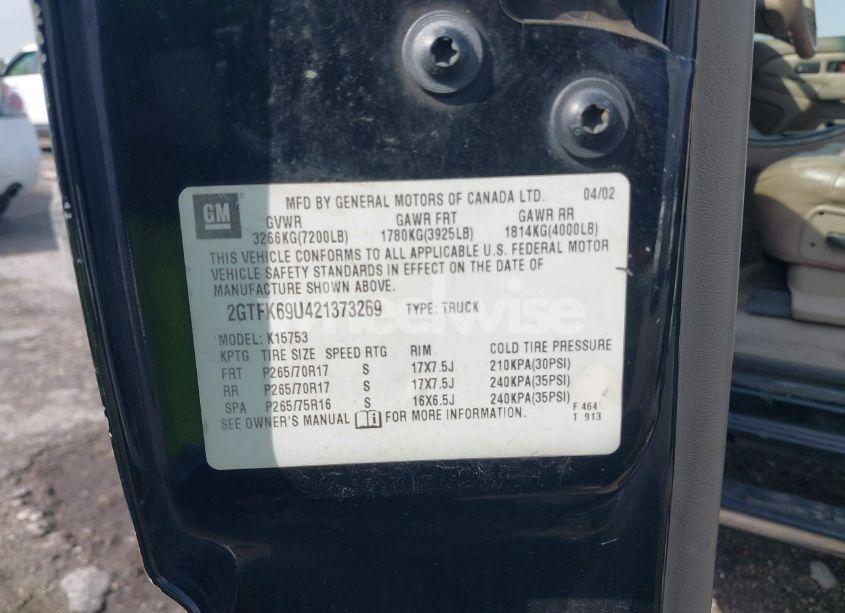 GM
MFD BY GENERAL MOTORS OF CANADA LTD. 04/02
GVWR GAWR FRT GAWR RR
3266KG(7200LB) 1780KG(3925LB) 1814KG(4000LB)
THIS VEHICLE CONFORMS TO ALL APPLICABLE U.S. FEDERAL MOTOR
VEHICLE SAFETY STANDARDS IN EFFECT ON THE DATE OF
MANUFACTURE SHOWN ABOVE.
2GTFK69U421373269 TYPE: TRUCK
wheelwise
MODEL: K15753
KPTG TIRE SIZE SPEED RTG RIM COLD TIRE PRESSURE
FRT P265/70R17 S 17X7.5J 210KPA(30PSI)
RR P265/70R17 S 17X7.5J 240KPA(35PSI)
SPA P265/75R16 S 16X6.5J 240KPA(35PSI)
SEE OWNER'S MANUAL FOR MORE INFORMATION.
F 464
T 913